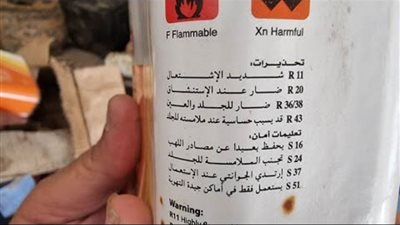 F Flammable
Xn Harmful
تحذيرات:
R 11 شديد الإشتعال
R 20 ضار عند الإستنشاق
R 36/38 ضار للجلد والعين
R 43 قد يسبب حساسية عند ملامسته للجلد
تعليمات أمان:
S 16 يحفظ بعيدا عن مصادر اللهب
S 24 تجنب الملامسة للجلد
S 37 إرتدي الجوانتي عند الإستعمال
S 51 يستعمل فقط في أماكن جيدة التهوية
Warning:
R11 Highly